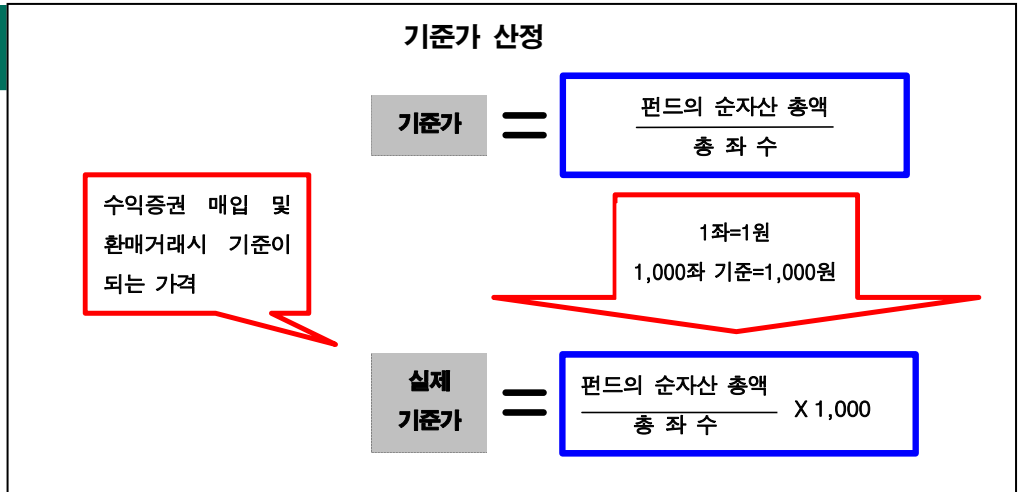 기준가 산정
기준가
=
펀드의 순자산 총액
총 좌 수
수익증권 매입 및
환매거래시 기준이
되는 가격
1좌=1원
1,000좌 기준=1,000원
실제
기준가
=
펀드의 순자산 총액
총 좌 수
X 1,000